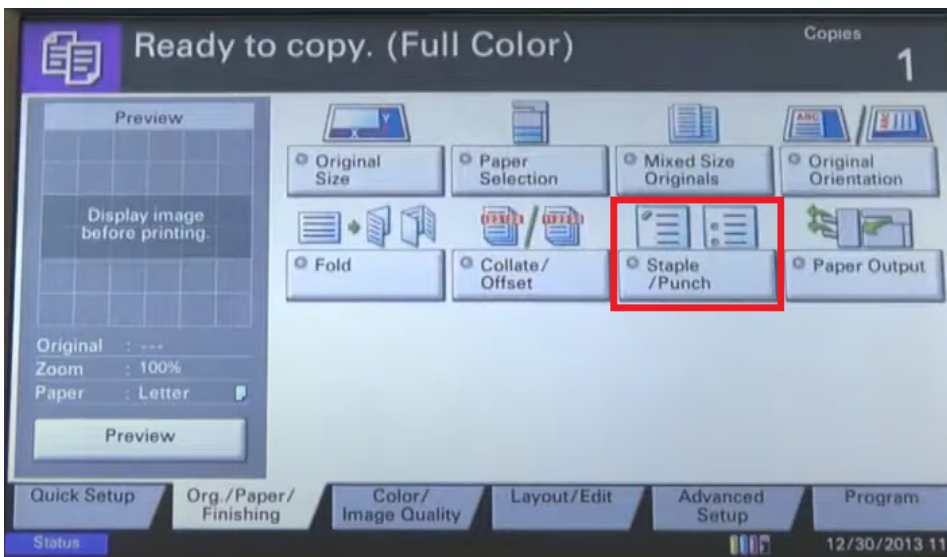 Ready to copy. (Full Color)
Copies
1
Preview
Display image
before printing.
Original : ---
Zoom : 100%
Paper : Letter
Preview
Original
Size
Paper
Selection
Mixed Size
Originals
ABC
Original
Orientation
Fold
Collate/
Offset
Staple
/Punch
Paper Output
Quick Setup
Org./Paper/
Finishing
Color/
Image Quality
Layout/Edit
Advanced
Setup
Program
Status
12/30/2013 11